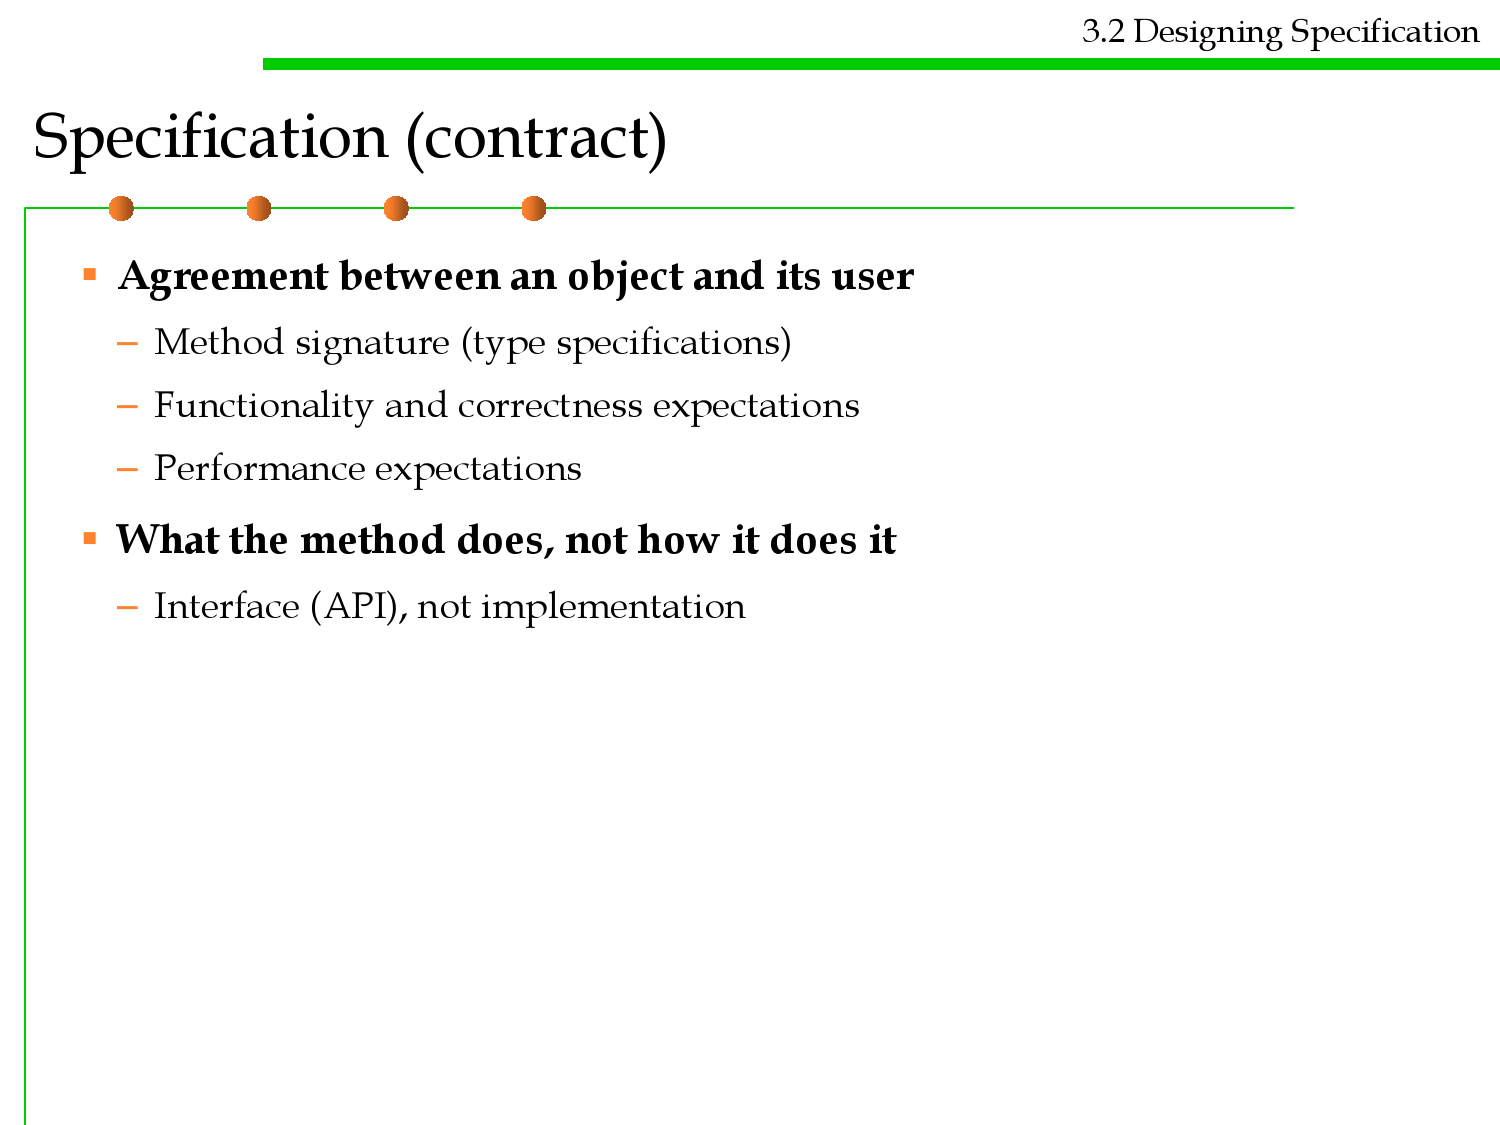 3.2 Designing Specification
Specification (contract)
▪ Agreement between an object and its user
– Method signature (type specifications)
– Functionality and correctness expectations
– Performance expectations
▪ What the method does, not how it does it
– Interface (API), not implementation